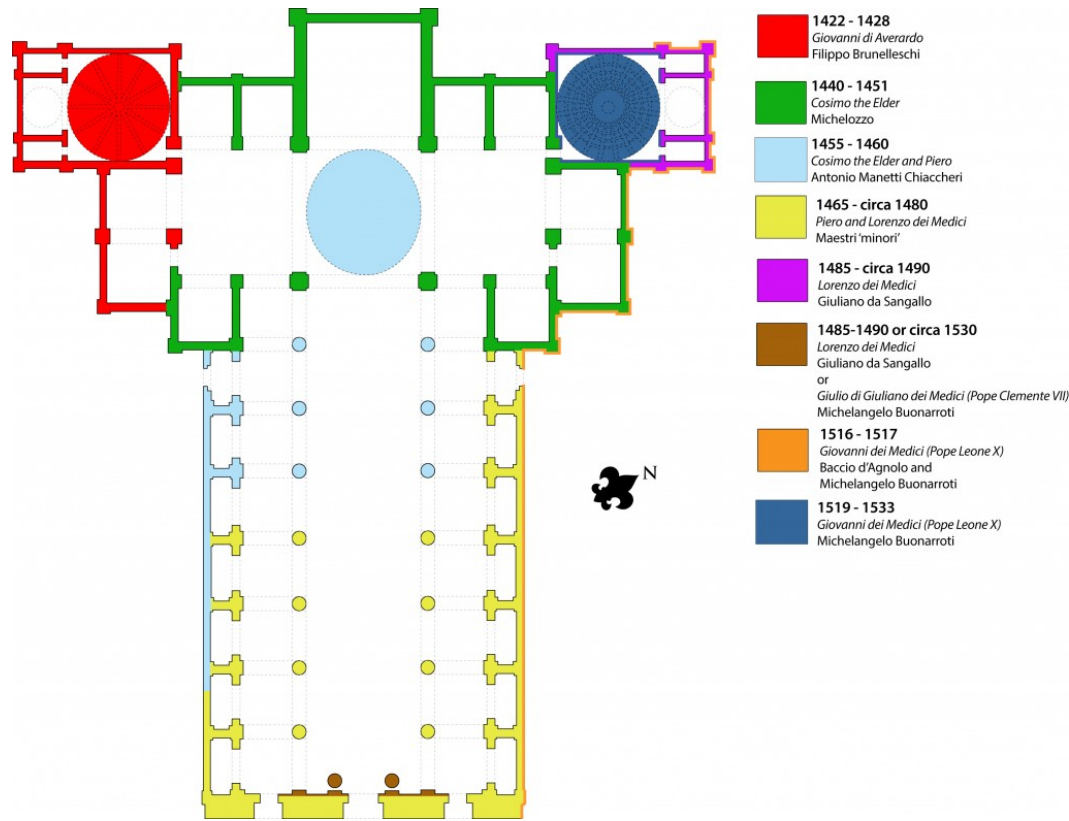 1422 - 1428
Giovanni di Averardo
Filippo Brunelleschi
1440 - 1451
Cosimo the Elder
Michelozzo
1455 - 1460
Cosimo the Elder and Piero
Antonio Manetti Chiaccheri
1465 - circa 1480
Piero and Lorenzo dei Medici
Maestri ‘minori’
1485 - circa 1490
Lorenzo dei Medici
Giuliano da Sangallo
1485-1490 or circa 1530
Lorenzo dei Medici
Giuliano da Sangallo
or
Giulio di Giuliano dei Medici (Pope Clemente VII)
Michelangelo Buonarroti
N
1516 - 1517
Giovanni dei Medici (Pope Leone X)
Baccio d’Agnolo and
Michelangelo Buonarroti
1519 - 1533
Giovanni dei Medici (Pope Leone X)
Michelangelo Buonarroti